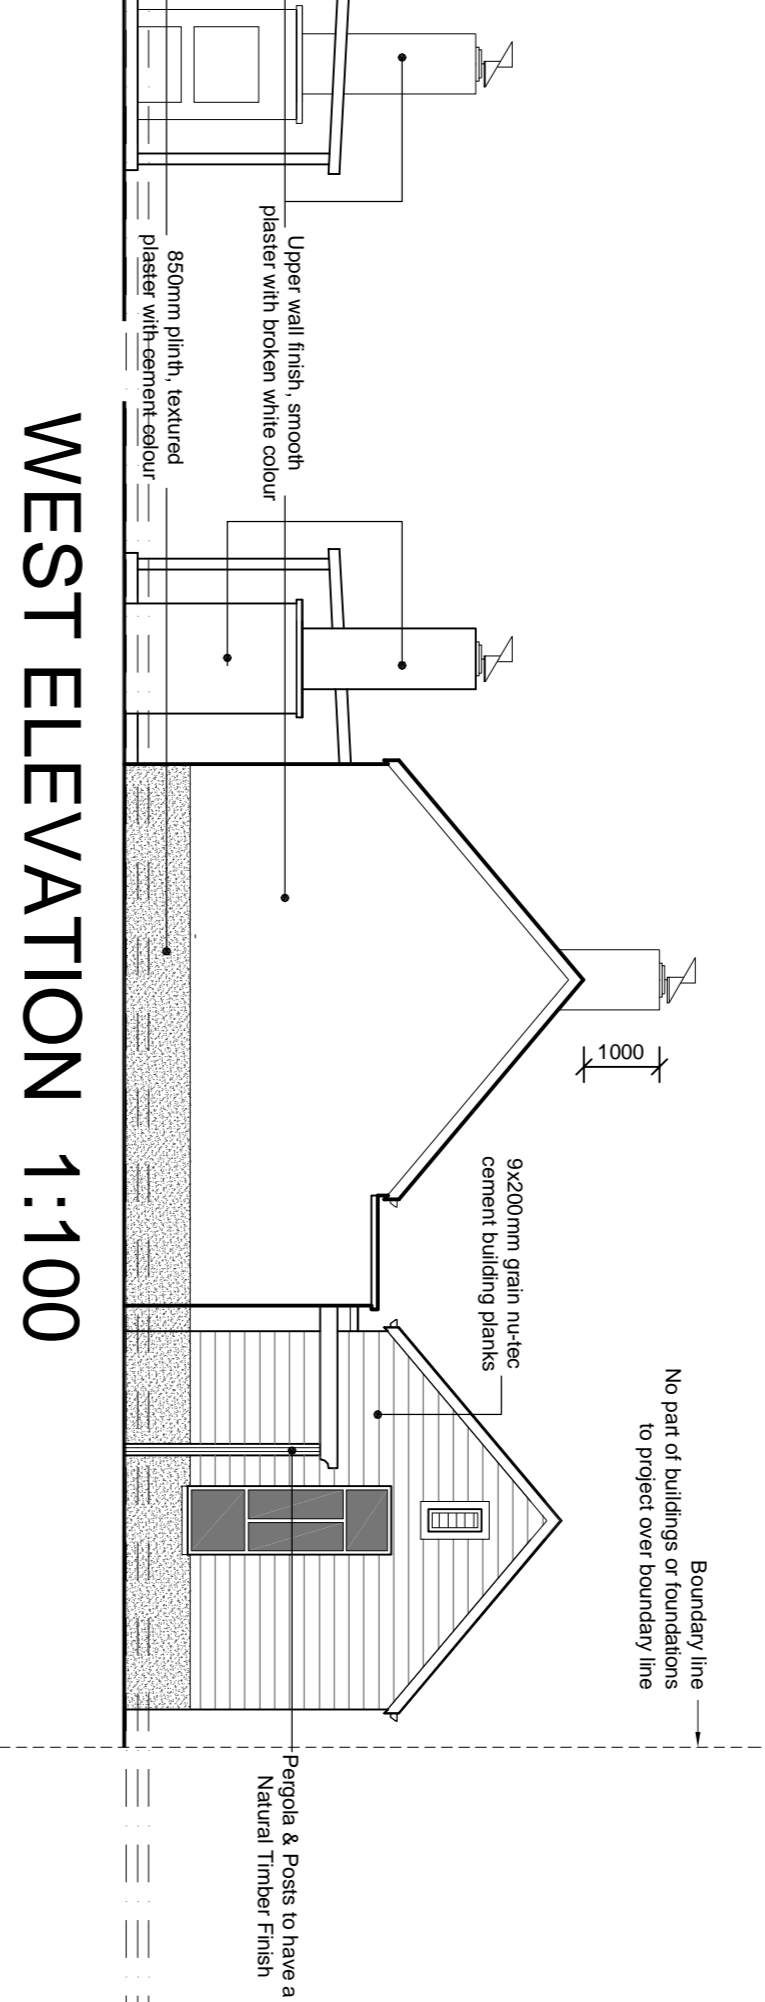 Upper wall finish, smooth
plaster with broken white colour
850mm plinth, textured
plaster with cement colour
1000
9x200mm grain nu-tec
cement building planks
Boundary line
No part of buildings or foundations
to project over boundary line
Pergola & Posts to have a
Natural Timber Finish
WEST ELEVATION 1:100